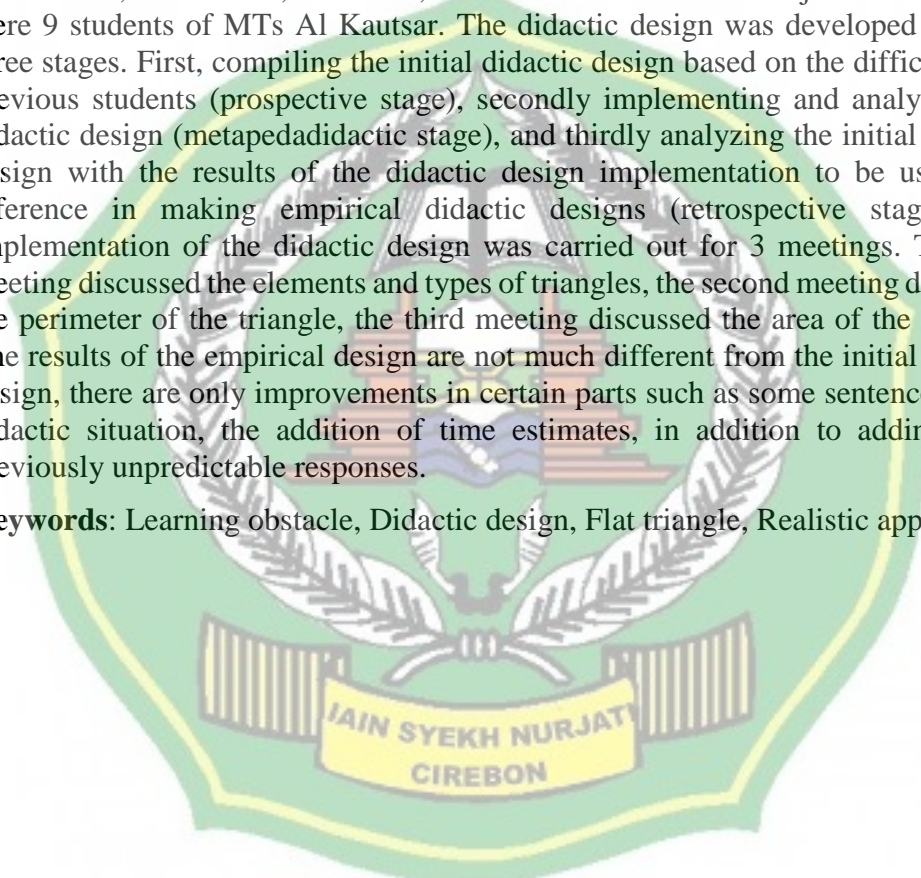 ere 9 students of MTs Al Kautsar. The didactic design was developed
ree stages. First, compiling the initial didactic design based on the diffic
evious students (prospective stage), secondly implementing and analy
dactic design (metapedadidactic stage), and thirdly analyzing the initial
sign with the results of the didactic design implementation to be us
ference in making empirical didactic designs (retrospective stag
plementation of the didactic design was carried out for 3 meetings. T
eeting discussed the elements and types of triangles, the second meeting d
e perimeter of the triangle, the third meeting discussed the area of the
he results of the empirical design are not much different from the initial
sign, there are only improvements in certain parts such as some sentence
dactic situation, the addition of time estimates, in addition to addin
eviously unpredictable responses.
eywords: Learning obstacle, Didactic design, Flat triangle, Realistic app
IAIN SYEKH NURJATI
CIREBON